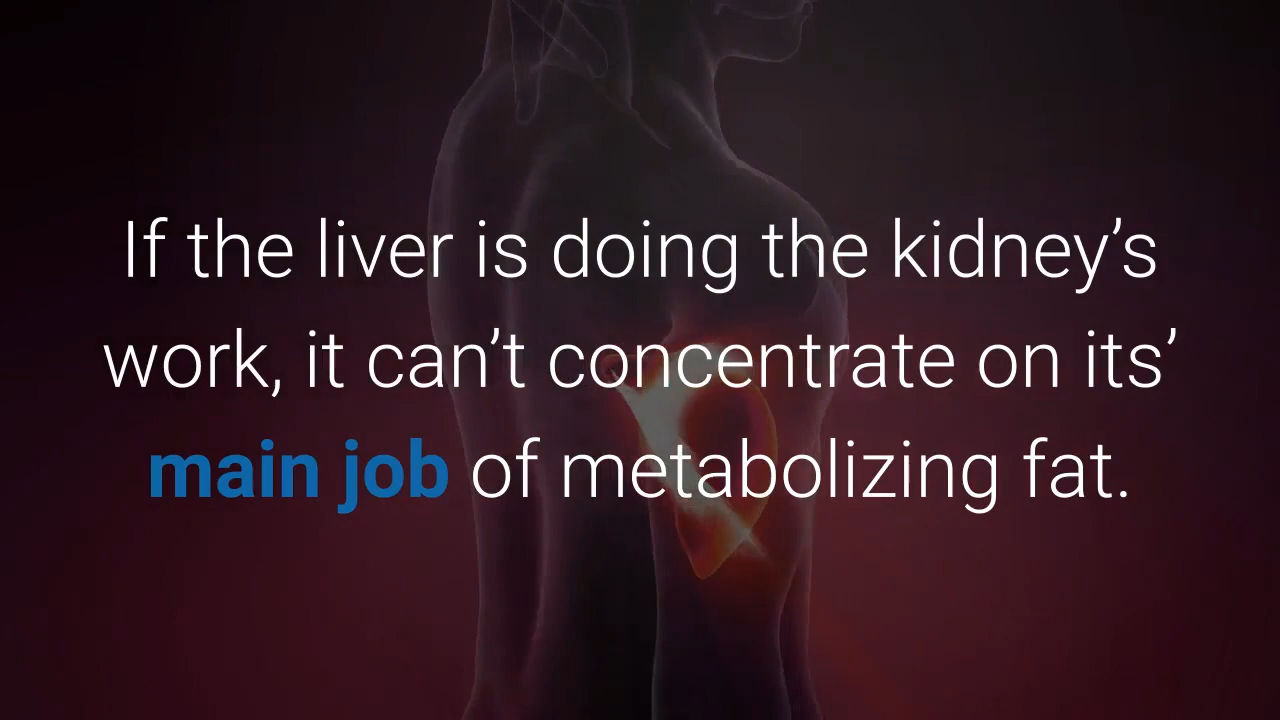 If the liver is doing the kidney’s
work, it can’t concentrate on its’
main job of metabolizing fat.